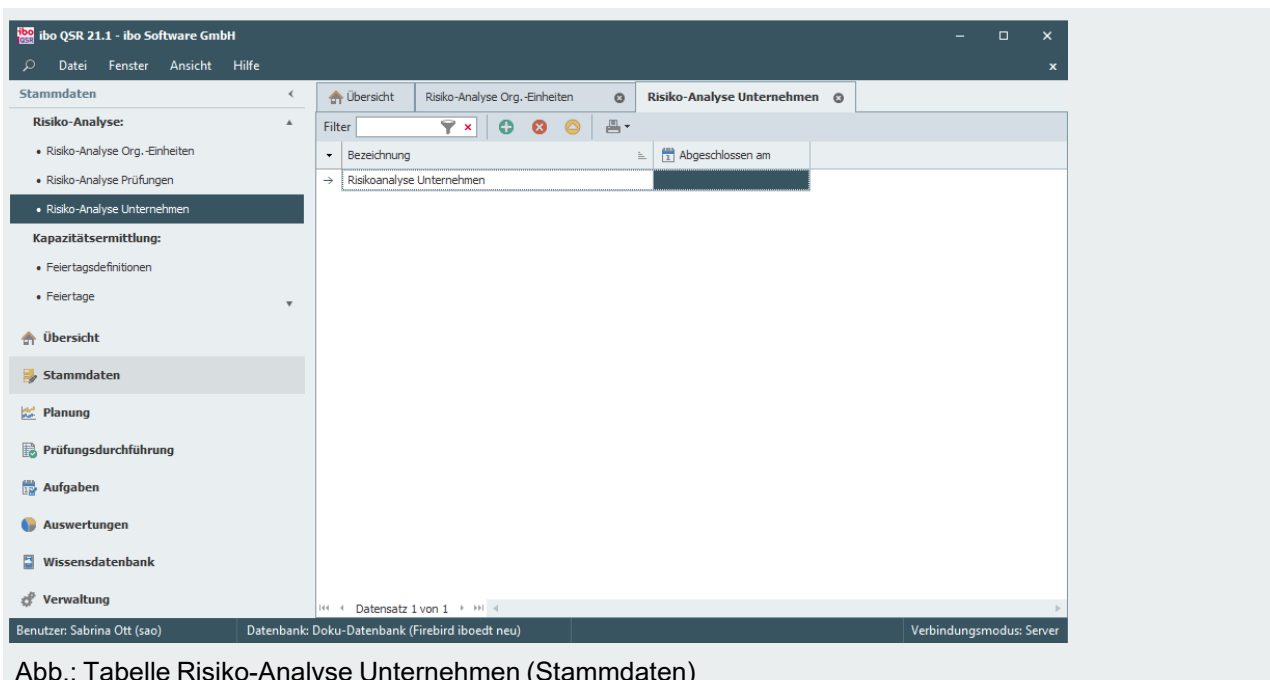 ibo QSR 21.1 - ibo Software GmbH
Datei Fenster Ansicht Hilfe
Stammdaten
Risiko-Analyse:
Risiko-Analyse Org.-Einheiten
Risiko-Analyse Prüfungen
Risiko-Analyse Unternehmen
Kapazitätsermittlung:
Feiertagsdefinitionen
Feiertage
Übersicht
Stammdaten
Planung
Prüfungsdurchführung
Aufgaben
Auswertungen
Wissensdatenbank
Verwaltung
Übersicht Risiko-Analyse Org.-Einheiten Risiko-Analyse Unternehmen
Filter
Bezeichnung Abgeschlossen am
Risikoanalyse Unternehmen
Datensatz 1 von 1
Benutzer: Sabrina Ott (sao) Datenbank: Doku-Datenbank (Firebird iboedt neu) Verbindungsmodus: Server
Abb.: Tabelle Risiko-Analyse Unternehmen (Stammdaten)